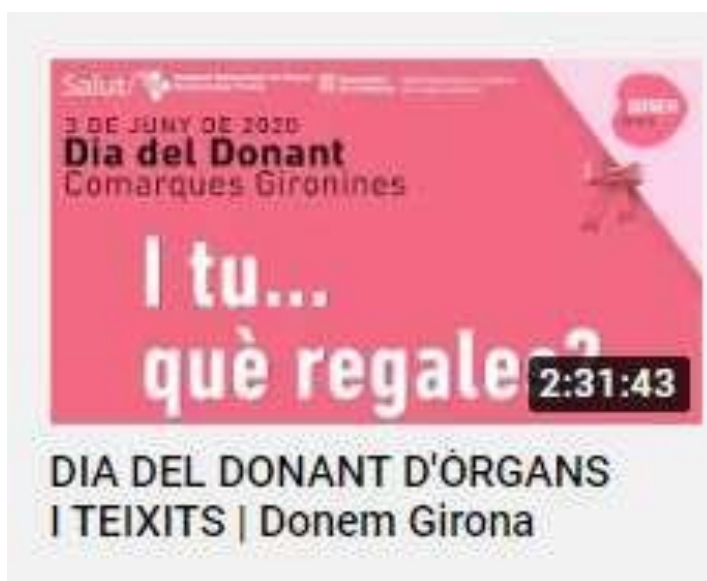 Salut/
3 DE JUNY DE 2020
Dia del Donant
Comarques Gironines
I tu...
què regales?
2:31:43
DIA DEL DONANT D'ÒRGANS
I TEIXITS | Donem Girona